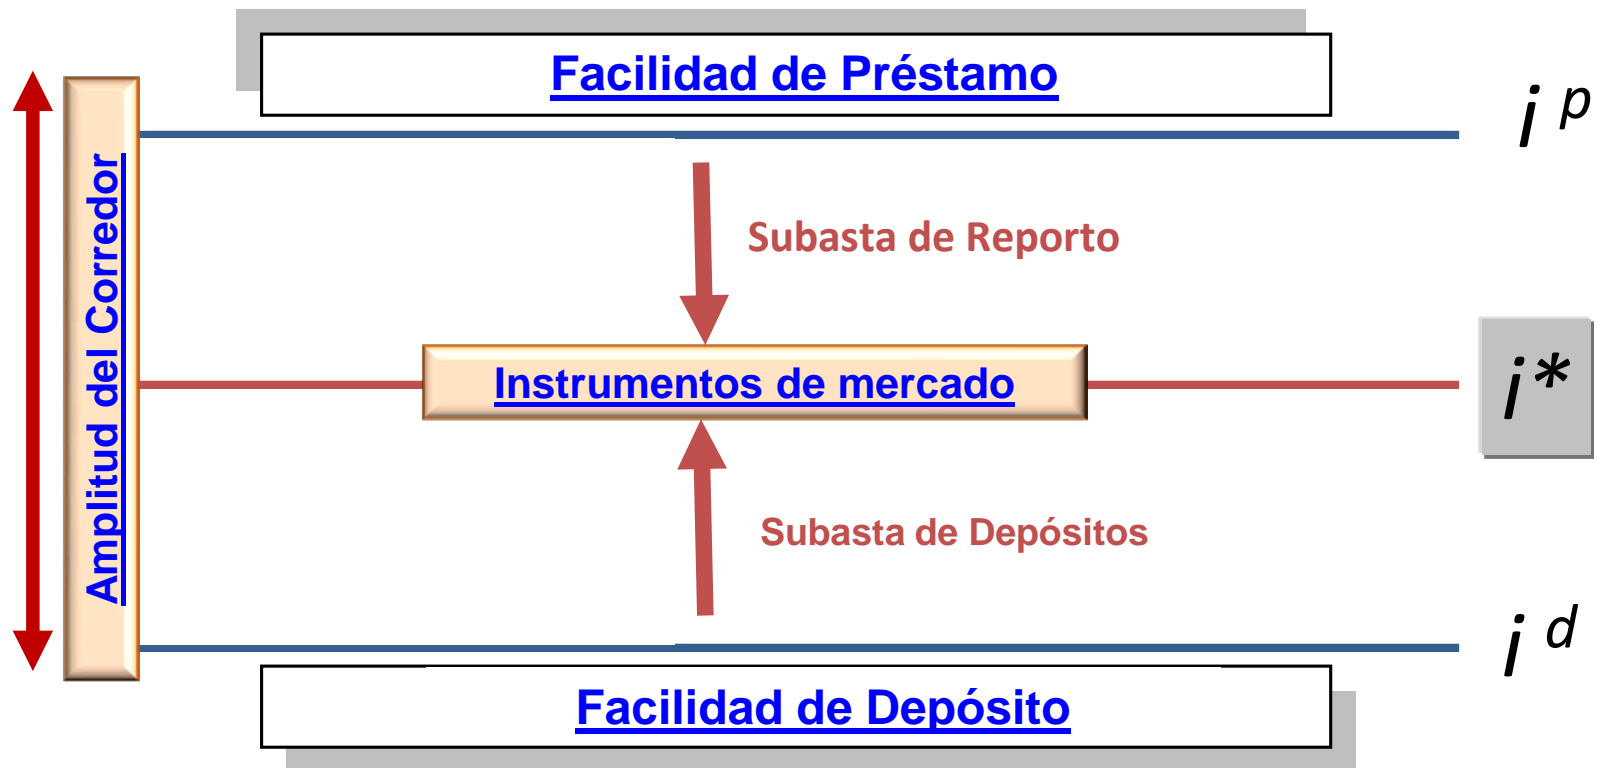 Facilidad de Préstamo
i p
Amplitud del Corredor
Subasta de Reporto
Instrumentos de mercado
i*
Subasta de Depósitos
i d
Facilidad de Depósito